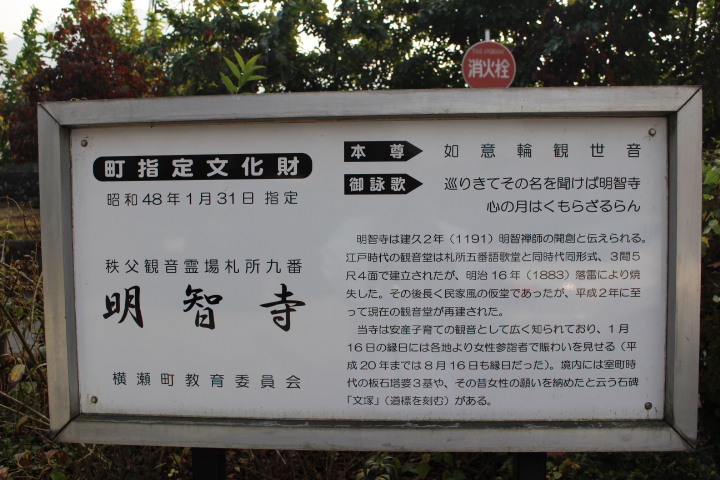 消火栓
町指定文化財
昭和48年1月31日 指定
秩父観音霊場札所九番
明智寺
横瀬町教育委員会
本尊 如意輪観世音
御詠歌 巡りきてその名を聞けば明智寺
心の月はくもらざるらん
明智寺は建久2年（1191）明智禅師の開創と伝えられる。
江戸時代の観音堂は札所五番語歌堂と同時代同形式、3間5
尺4面で建立されたが、明治16年（1883）落雷により焼
失した。その後長く民家風の仮堂であったが、平成2年に至
って現在の観音堂が再建された。
当寺は安産子育ての観音として広く知られており、1月
16日の縁日には各地より女性参詣者で賑わいを見せる（平
成20年までは8月16日も縁日だった）。境内には室町時
代の板石塔婆3基や、その昔女性の願いを納めたと云う石碑
「文塚」（道標を刻む）がある。